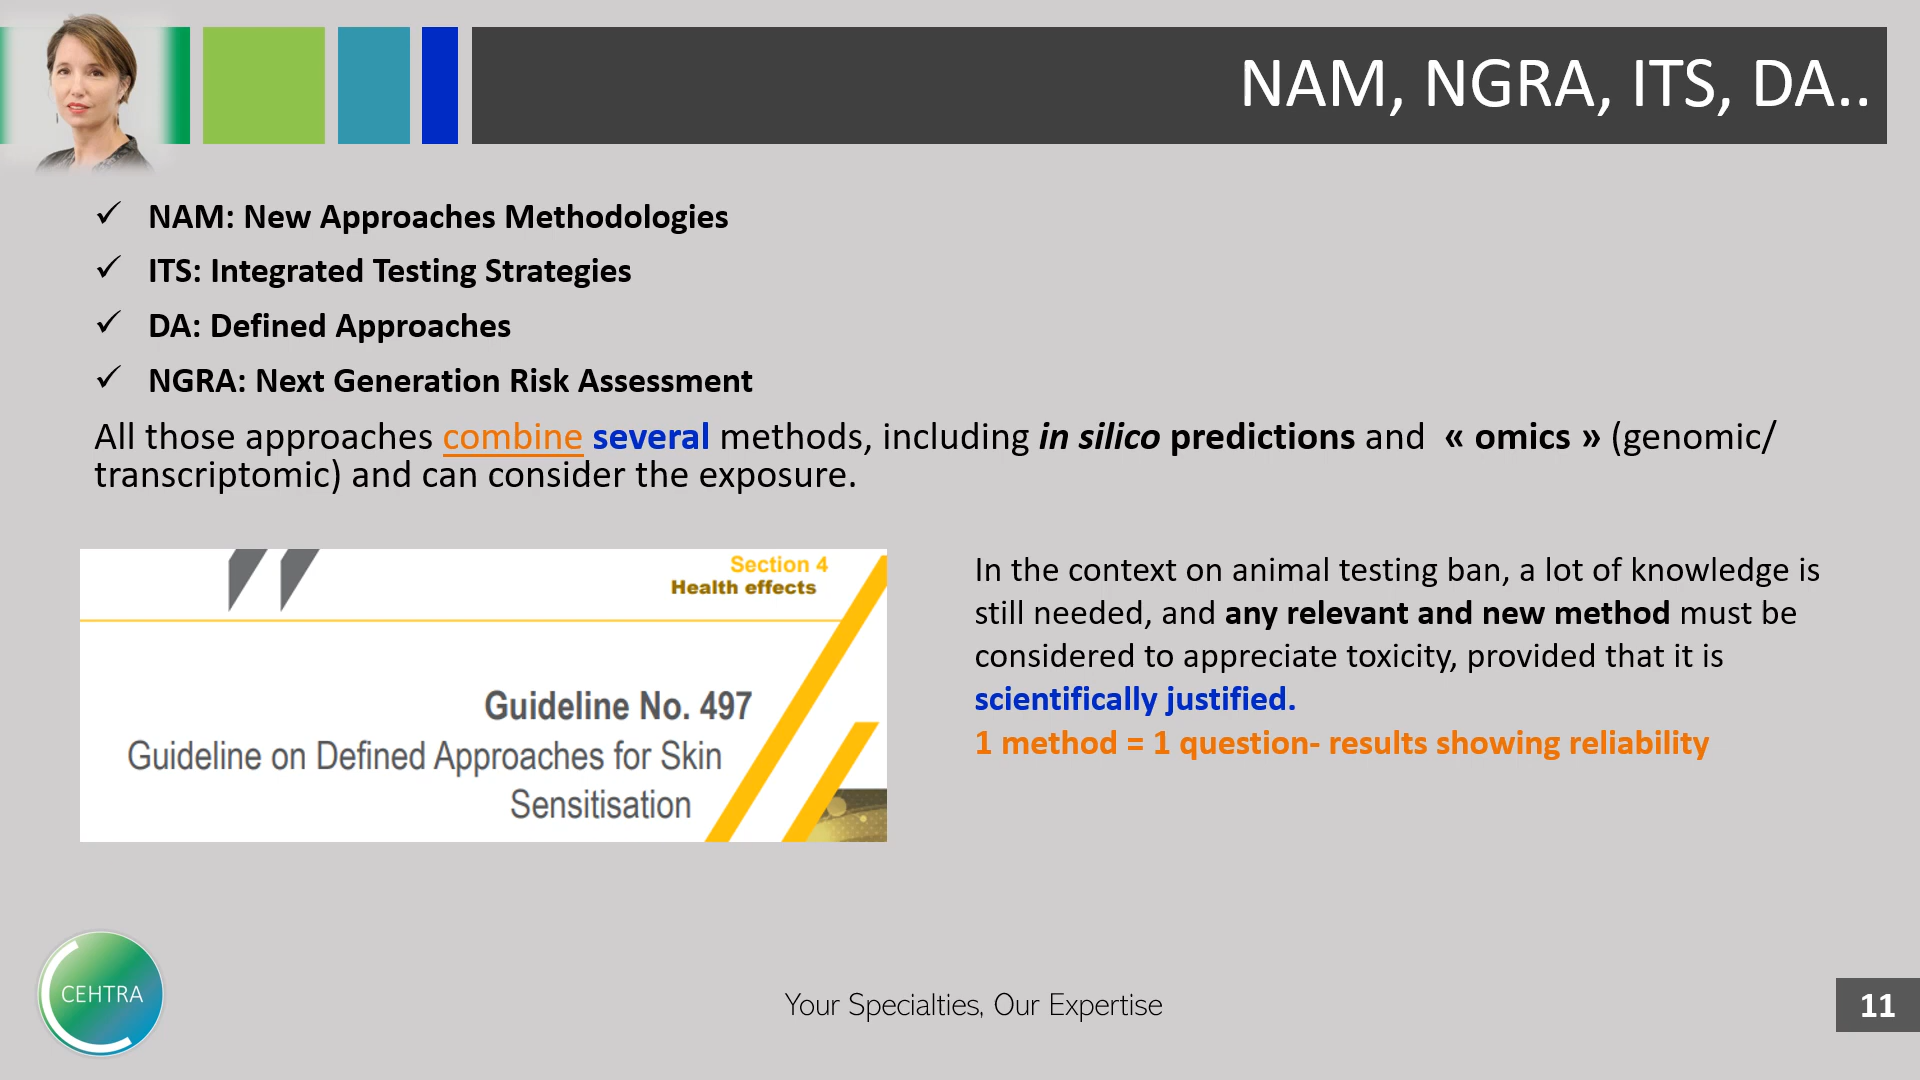 NAM, NGRA, ITS, DA..
✓ NAM: New Approaches Methodologies
✓ ITS: Integrated Testing Strategies
✓ DA: Defined Approaches
✓ NGRA: Next Generation Risk Assessment
All those approaches combine several methods, including in silico predictions and « omics » (genomic/
transcriptomic) and can consider the exposure.
Section 4
Health effects
Guideline No. 497
Guideline on Defined Approaches for Skin
Sensitisation
In the context on animal testing ban, a lot of knowledge is
still needed, and any relevant and new method must be
considered to appreciate toxicity, provided that it is
scientifically justified.
1 method = 1 question- results showing reliability
CEHTRA
Your Specialties, Our Expertise
11